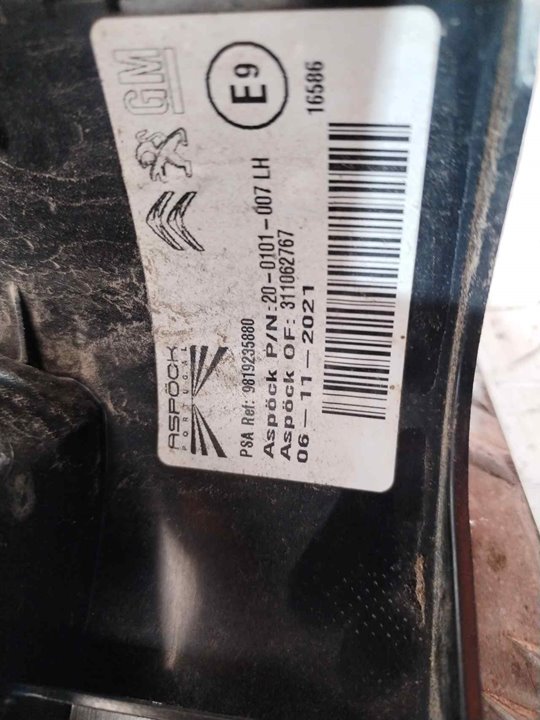 GM
E9
16586
ASPÖCK
PORTUGAL
PSA Ref: 9819235880
Aspöck P/N:20-0101-007 LH
Aspöck OF: 311062767
06-11-2021